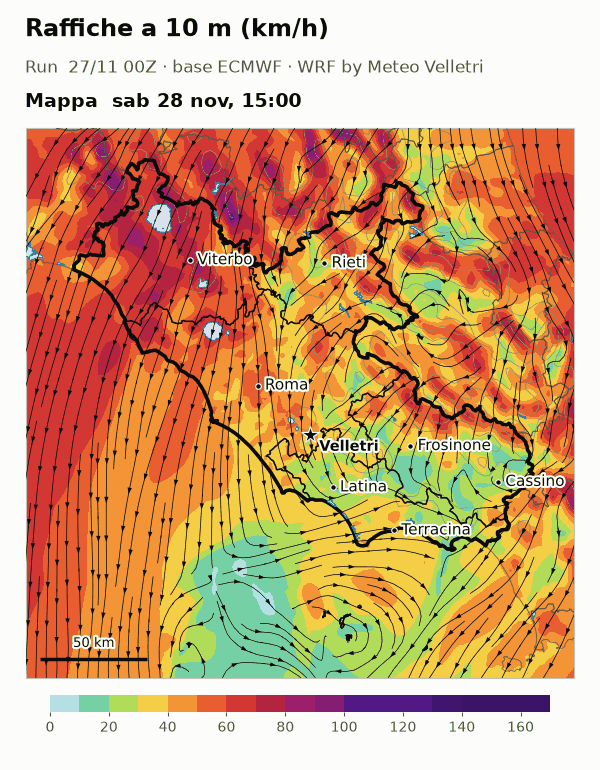 Raffiche a 10 m (km/h)
Run  27/11 00Z · base ECMWF · WRF by Meteo Velletri
Mappa  sab 28 nov, 15:00
Viterbo
Rieti
Roma
Velletri
Frosinone
Cassino
Latina
Terracina
50 km
0 20 40 60 80 100 120 140 160